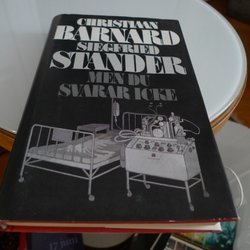 CHRISTIAAN
BARNARD
SIEGFRIED
STANDER
MEN DU
SVARAR ICKE